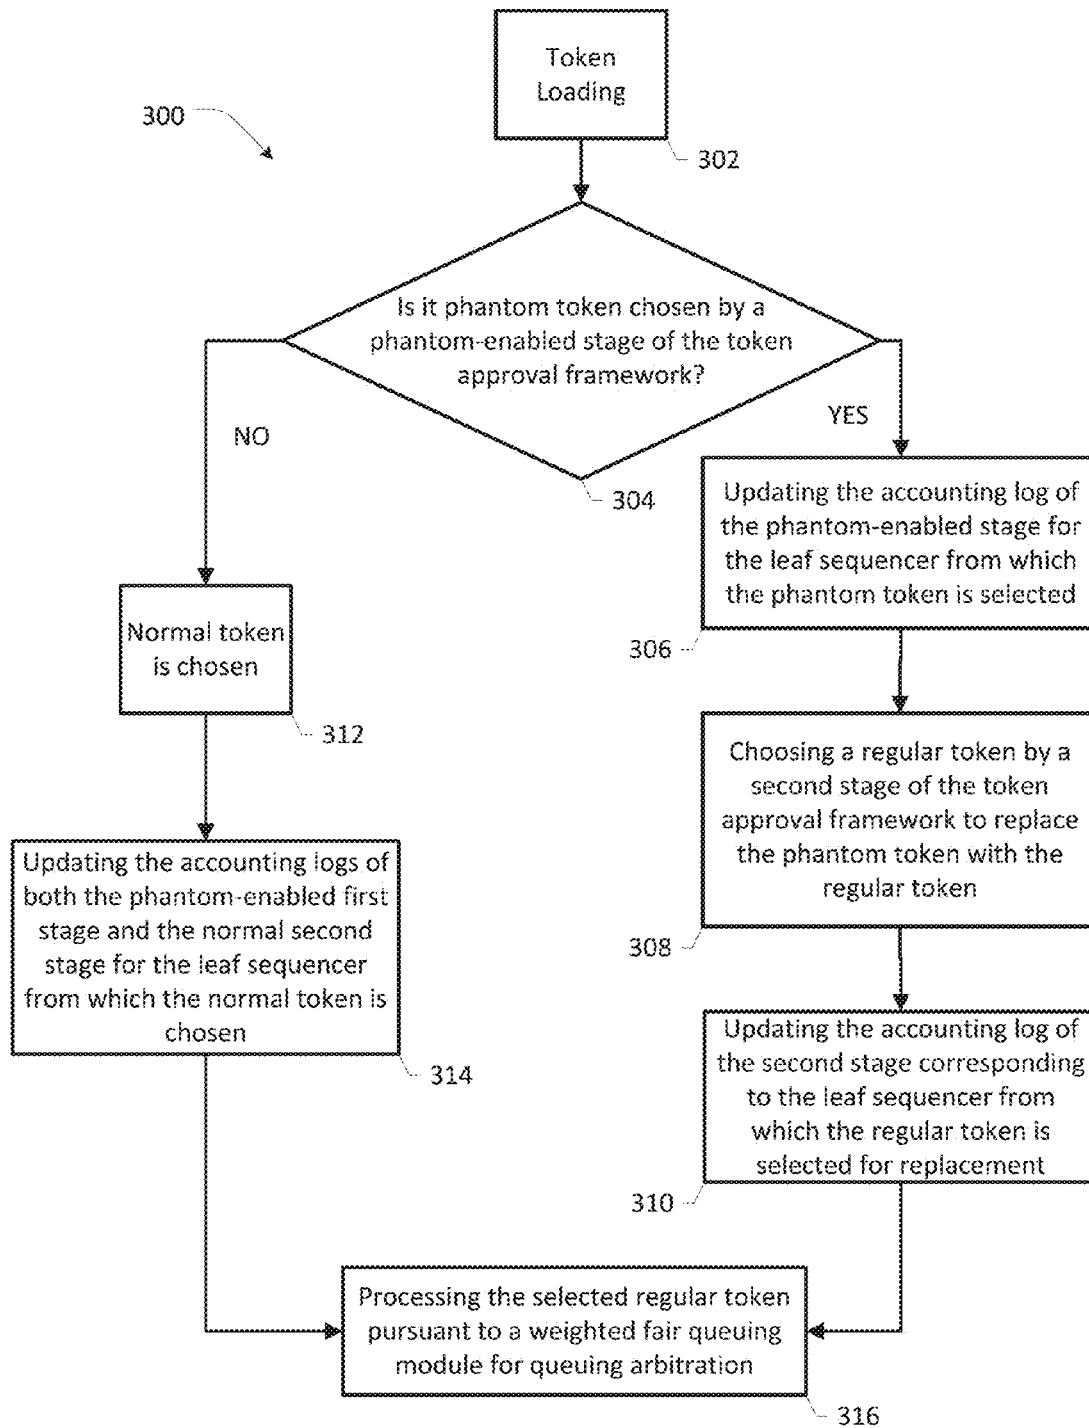 Token
Loading
300
302
Is it phantom token chosen by a
phantom-enabled stage of the token
approval framework?
NO
YES
304
Updating the accounting log of
the phantom-enabled stage for
the leaf sequencer from which
the phantom token is selected
306
Normal token
is chosen
312
Choosing a regular token by a
second stage of the token
approval framework to replace
the phantom token with the
regular token
308
Updating the accounting logs of
both the phantom-enabled first
stage and the normal second
stage for the leaf sequencer
from which the normal token is
chosen
314
Updating the accounting log of
the second stage corresponding
to the leaf sequencer from
which the regular token is
selected for replacement
310
Processing the selected regular token
pursuant to a weighted fair queuing
module for queuing arbitration
316